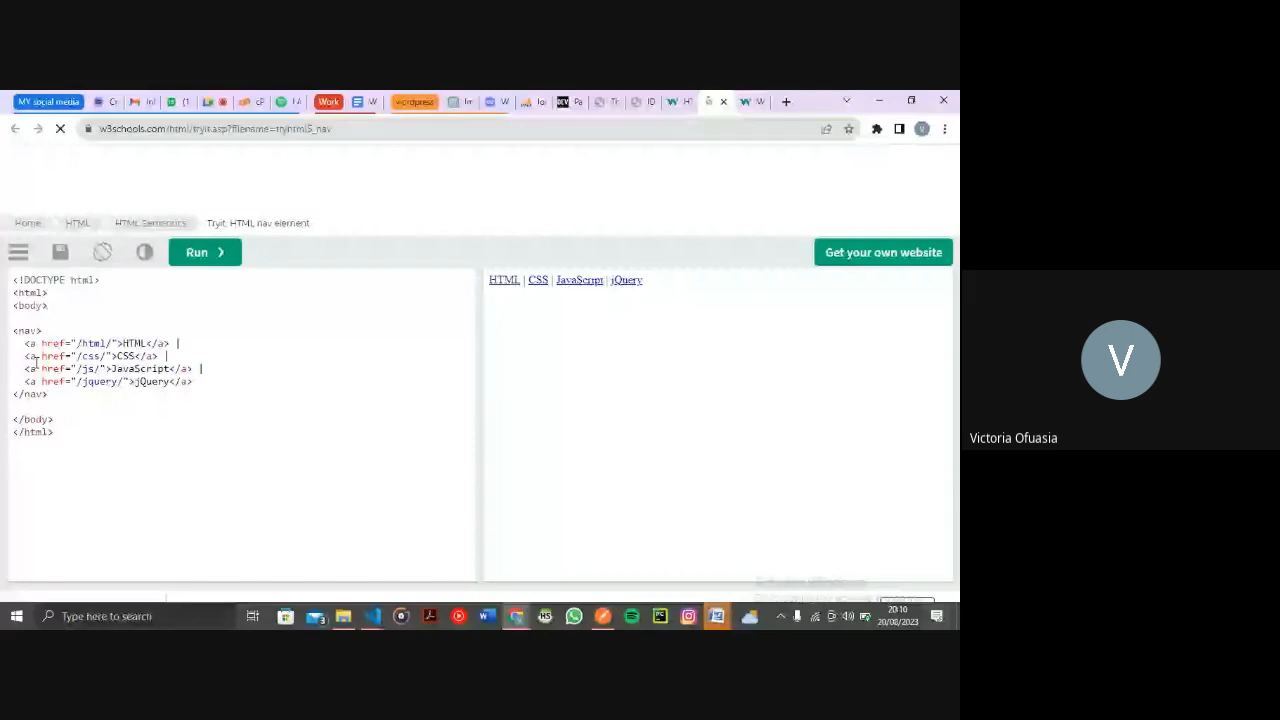 MY social media
Work
wordpress
w3schools.com/html/tryit.asp?filename=tryhtml5_nav
Home HTML HTML Semantics Tryit: HTML nav element
Run ❯ Get your own website
<!DOCTYPE html>
<html>
<body>
<nav>
<a href="/html/">HTML</a> |
<a href="/css/">CSS</a> |
<a href="/js/">JavaScript</a> |
<a href="/jquery/">jQuery</a>
</nav>
</body>
</html>
HTML | CSS | JavaScript | jQuery
V
Victoria Ofuasia
Type here to search
20:10
20/08/2023